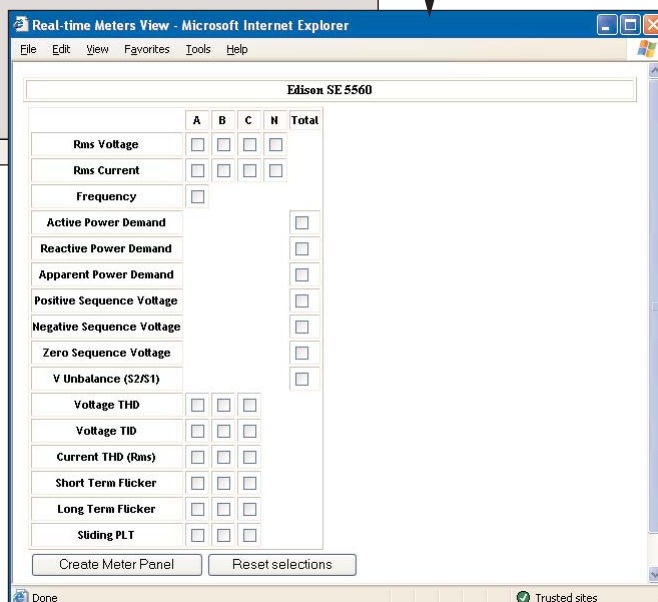 Real-time Meters View - Microsoft Internet Explorer
File Edit View Favorites Tools Help
Edison SE 5560
A B C N Total
Rms Voltage
Rms Current
Frequency
Active Power Demand
Reactive Power Demand
Apparent Power Demand
Positive Sequence Voltage
Negative Sequence Voltage
Zero Sequence Voltage
V Unbalance (S2/S1)
Voltage THD
Voltage TID
Current THD (Rms)
Short Term Flicker
Long Term Flicker
Sliding PLT
Create Meter Panel Reset selections
Done Trusted sites